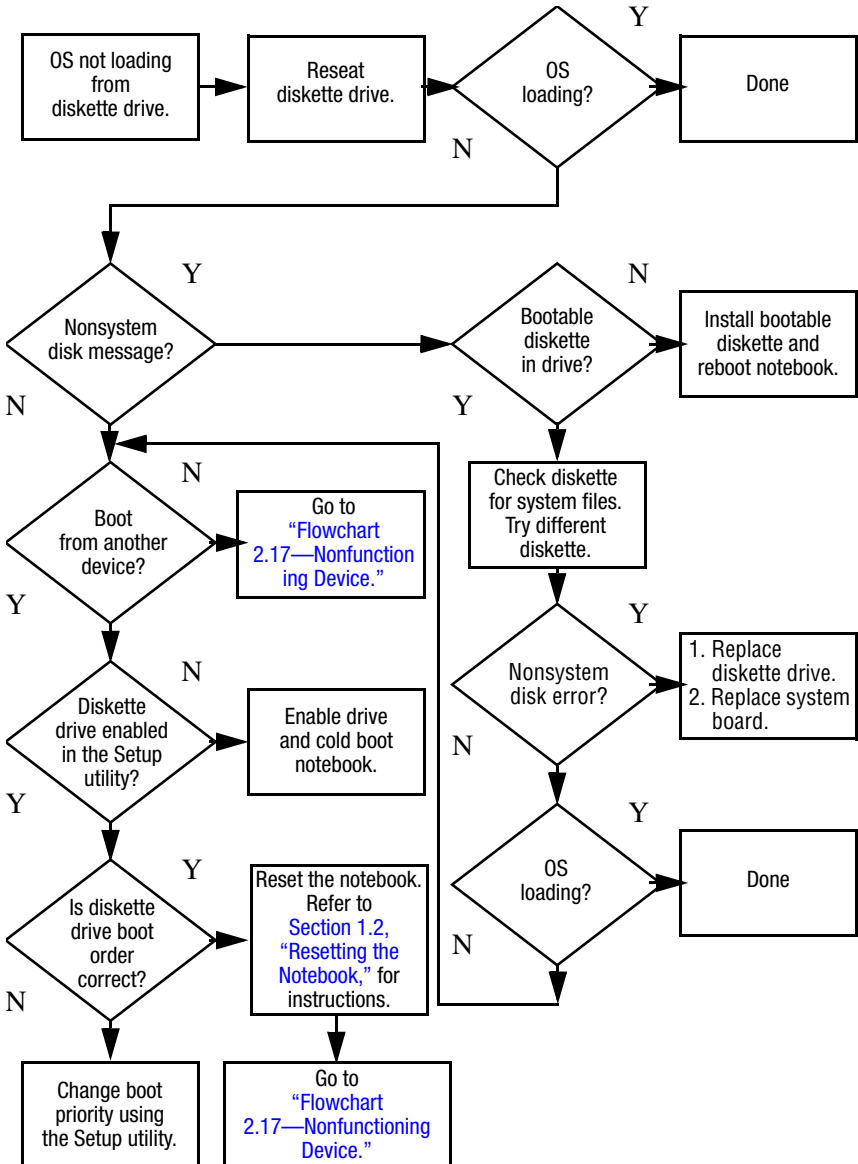 OS not loading
from
diskette drive.
Reseat
diskette drive.
OS
loading?
Y
Done
N
Nonsystem
disk message?
Y
N
Bootable
diskette
in drive?
N
Install bootable
diskette and
reboot notebook.
Y
Check diskette
for system files.
Try different
diskette.
Boot
from another
device?
N
Go to
“Flowchart
2.17—Nonfunction
ing Device.”
Y
Nonsystem
disk error?
Y
1. Replace
diskette drive.
2. Replace system
board.
N
Diskette
drive enabled
in the Setup
utility?
N
Enable drive
and cold boot
notebook.
Y
OS
loading?
Y
Done
N
Is diskette
drive boot
order
correct?
Y
Reset the notebook.
Refer to
Section 1.2,
“Resetting the
Notebook,” for
instructions.
N
Change boot
priority using
the Setup utility.
Go to
“Flowchart
2.17—Nonfunctioning
Device.”